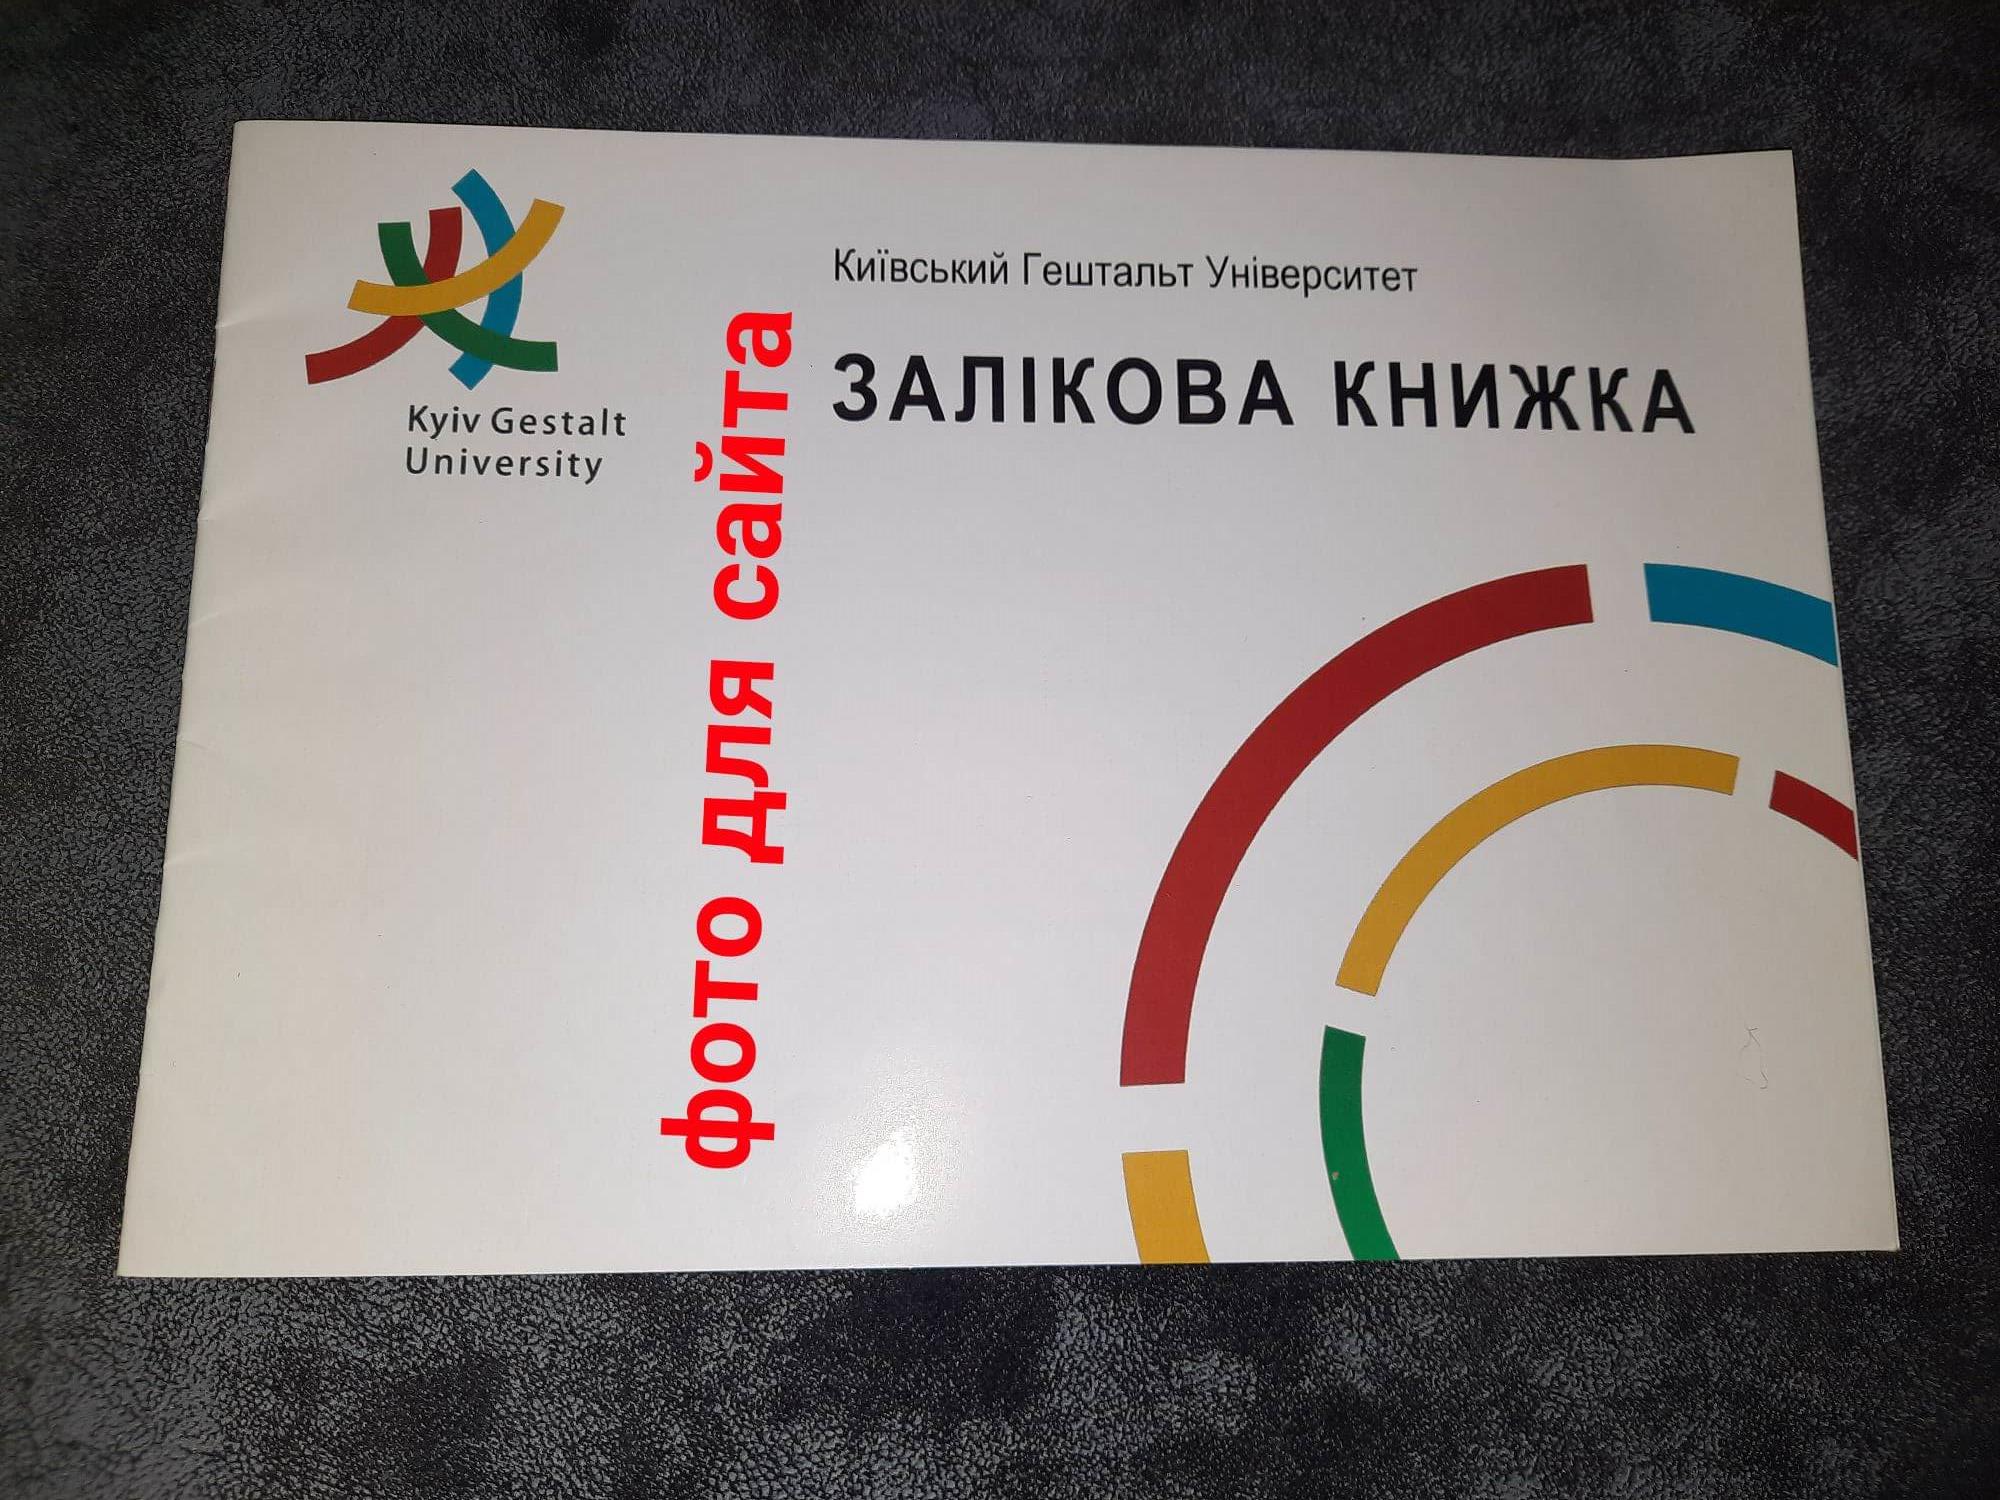 Kyiv Gestalt
University
Київський Гештальт Університет
ЗАЛІКОВА КНИЖКА
фото для сайта